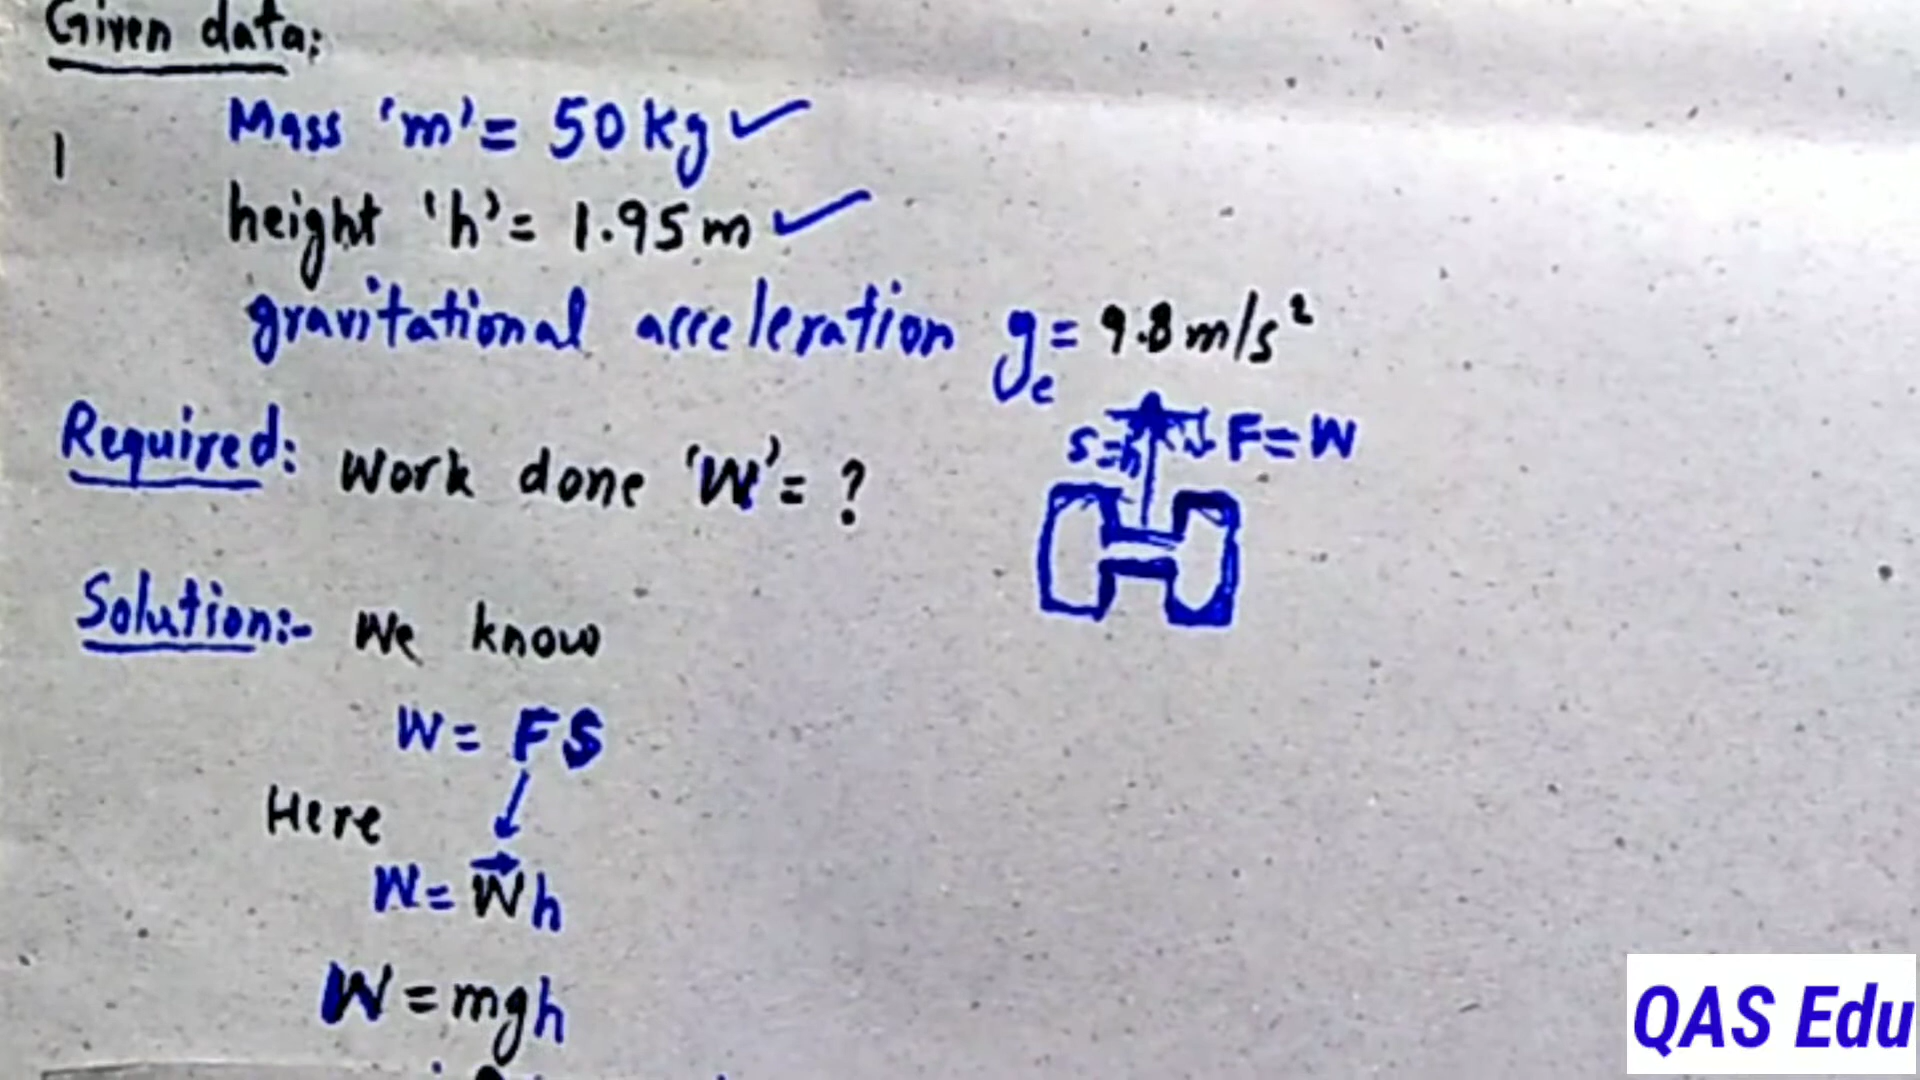 Given data:
Mass 'm' = 50 kg ✓
1
height 'h' = 1.95 m ✓
gravitational acceleration gₑ = 9.8 m/s²
s=h F=W
Required: Work done 'W' = ?
Solution:- We know
W = FS
Here
W = W⃗h
W = mgh
QAS Edu